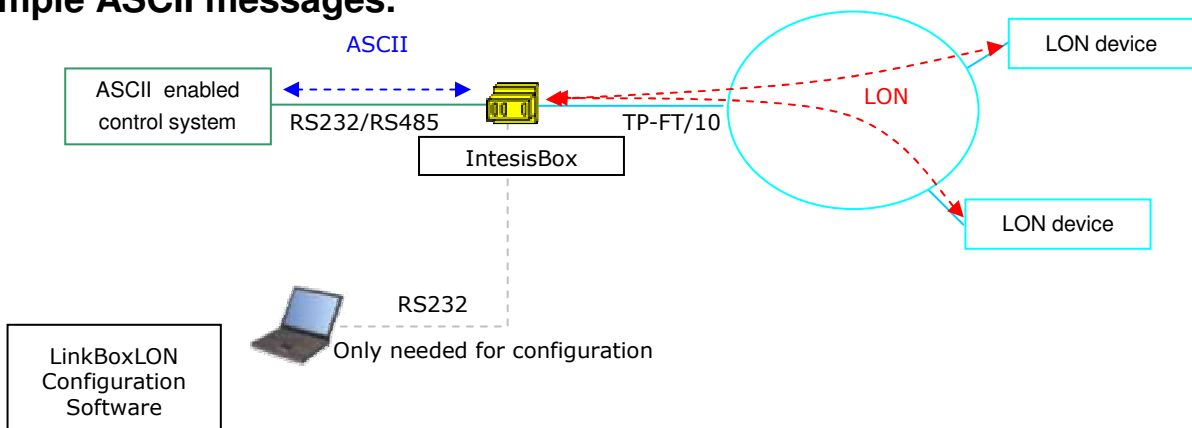 mple ASCII messages.
ASCII
LON device
ASCII enabled
control system
RS232/RS485
TP-FT/10
LON
IntesisBox
LON device
RS232
Only needed for configuration
LinkBoxLON
Configuration
Software